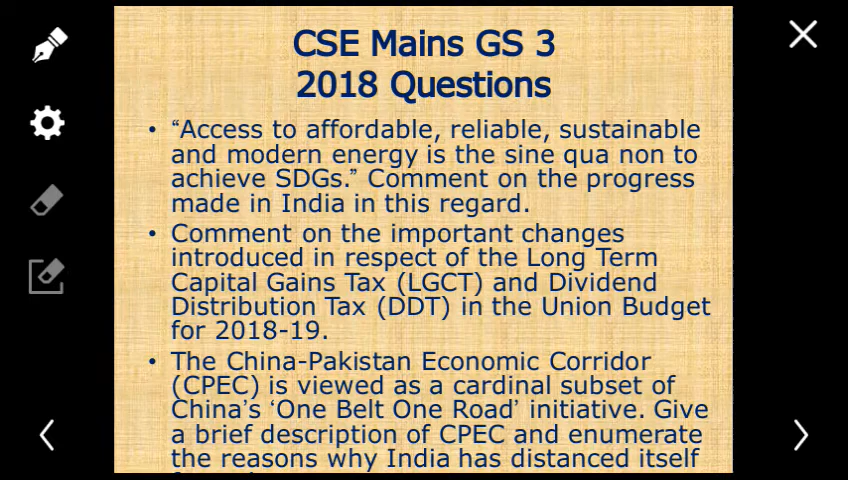 CSE Mains GS 3
2018 Questions
• “Access to affordable, reliable, sustainable
and modern energy is the sine qua non to
achieve SDGs.” Comment on the progress
made in India in this regard.
• Comment on the important changes
introduced in respect of the Long Term
Capital Gains Tax (LGCT) and Dividend
Distribution Tax (DDT) in the Union Budget
for 2018-19.
• The China-Pakistan Economic Corridor
(CPEC) is viewed as a cardinal subset of
China’s ‘One Belt One Road’ initiative. Give
a brief description of CPEC and enumerate
the reasons why India has distanced itself